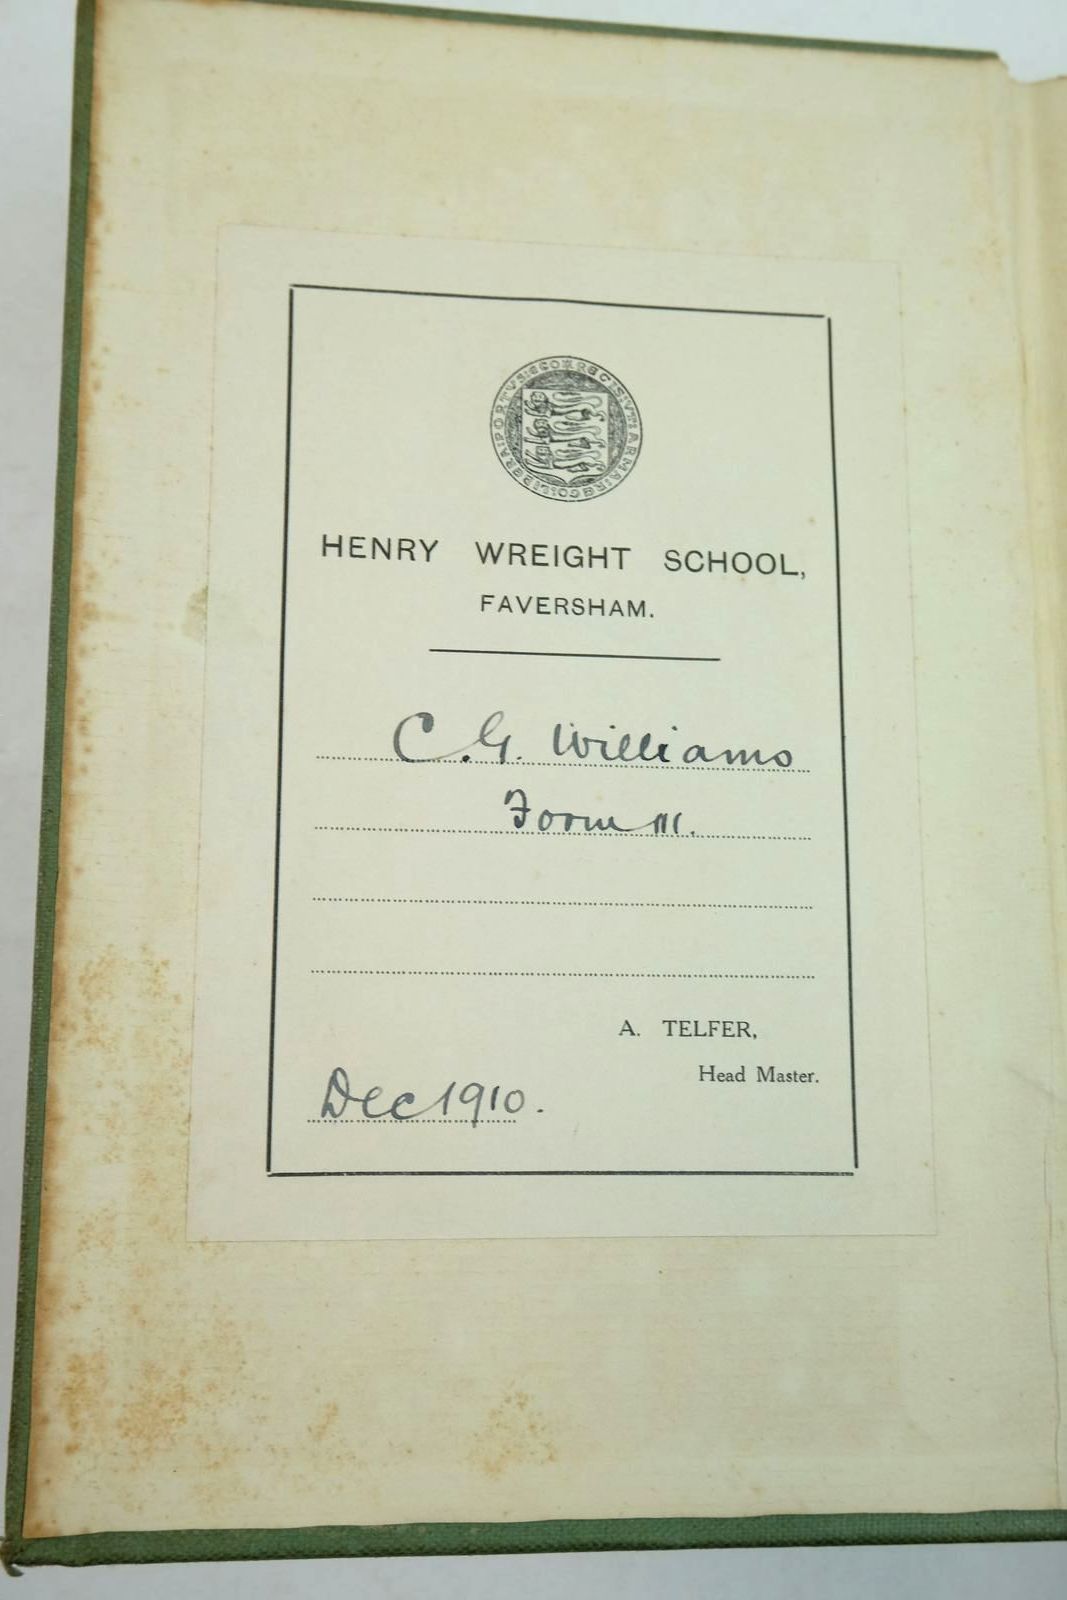 HENRY WREIGHT SCHOOL,
FAVERSHAM.
C. G. Williams
Form III.
A. TELFER,
Head Master.
Dec 1910.